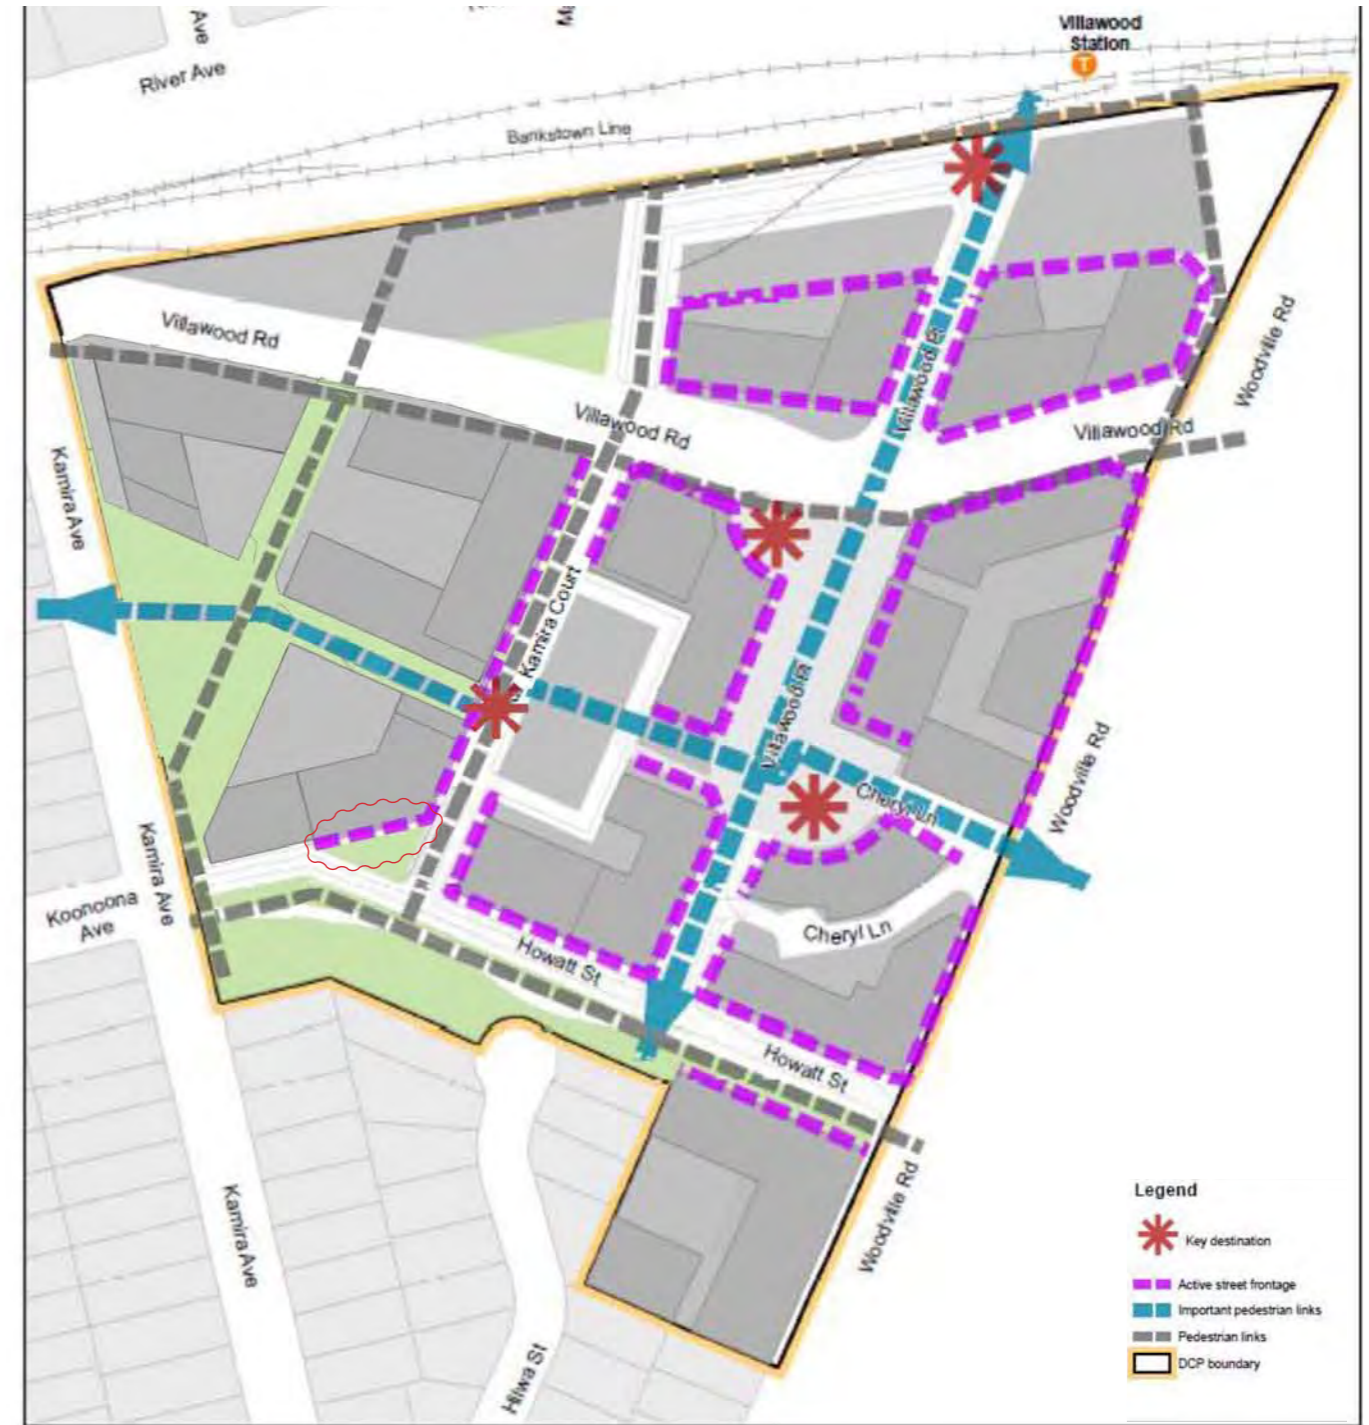 Villawood
Station
T
Ave
River Ave
Bankstown Line
Villawood Rd
Villawood Rd
Villawood Pl
Villawood Rd
Woodville Rd
Kamira Ave
Kamira Court
Villawood Pl
Cheryl Ln
Woodville Rd
Kamira Ave
Koonoona
Ave
Cheryl Ln
Howatt St
Howatt St
Kamira Ave
Woodville Rd
Hilwa St
Legend
Key destination
Active street frontage
Important pedestrian links
Pedestrian links
DCP boundary